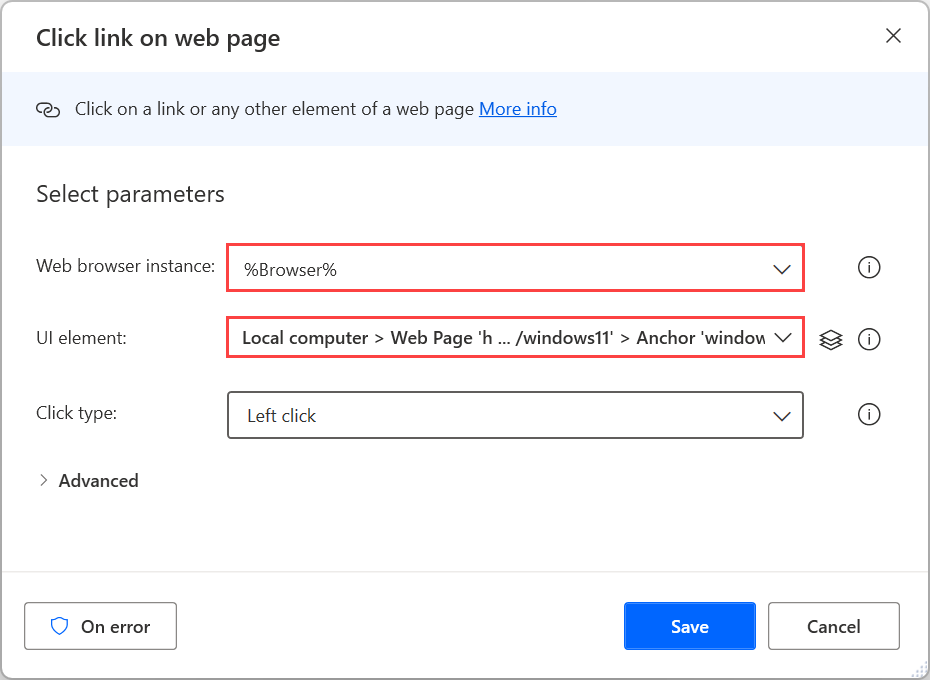 Click link on web page
Click on a link or any other element of a web page More info
Select parameters
Web browser instance: %Browser%
UI element: Local computer > Web Page 'h ... /windows11' > Anchor 'window
Click type: Left click
Advanced
On error Save Cancel